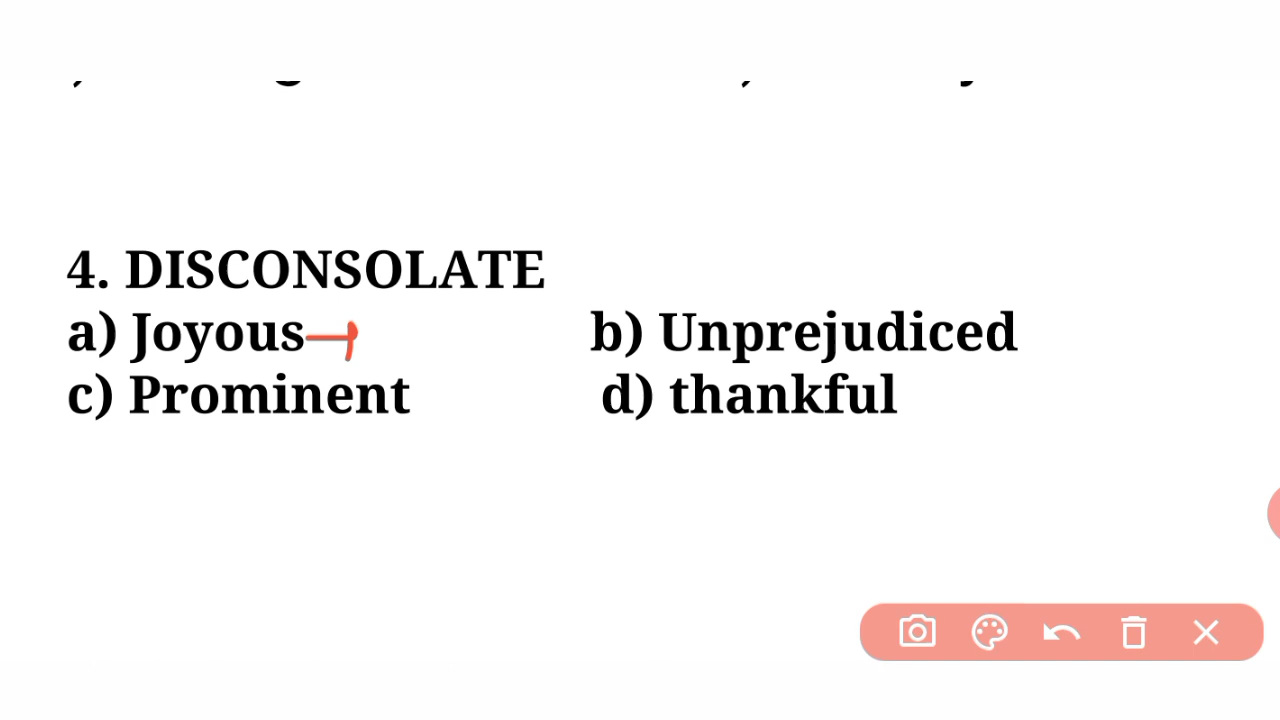 4. DISCONSOLATE
a) Joyous b) Unprejudiced
c) Prominent d) thankful